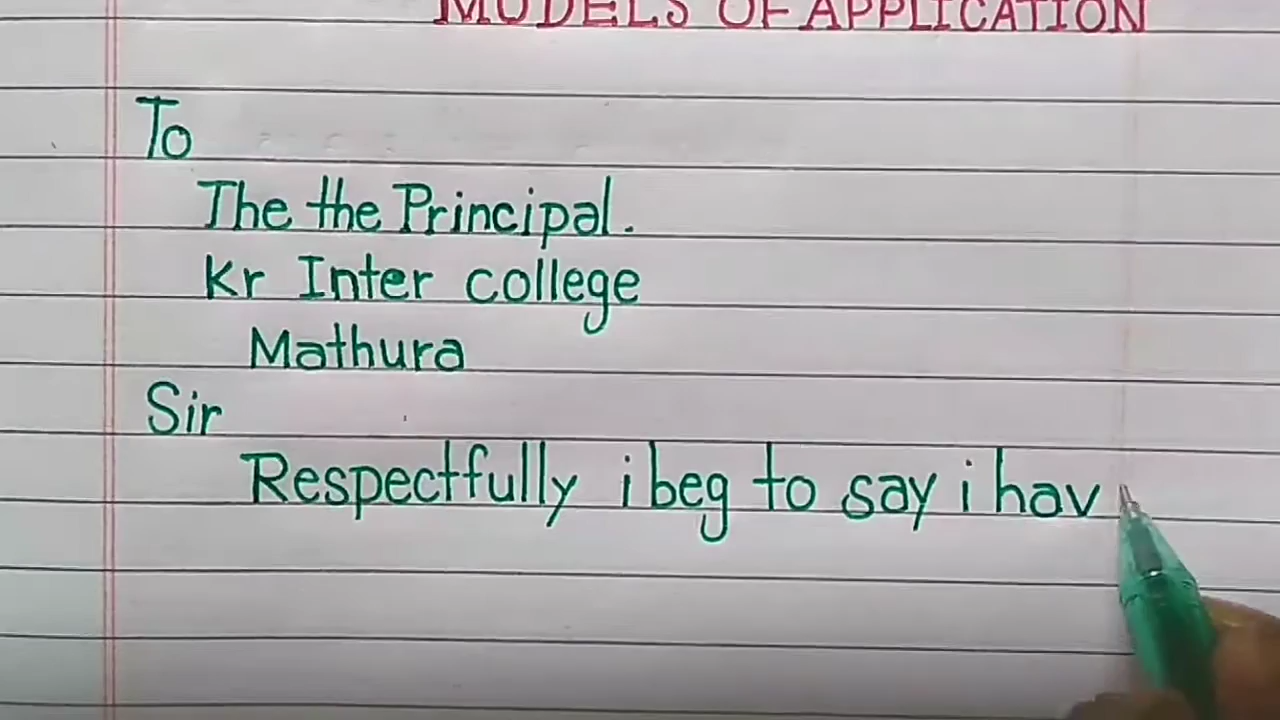 MODELS OF APPLICATION
To
The the Principal.
Kr Inter college
Mathura
Sir
Respectfully i beg to say i hav